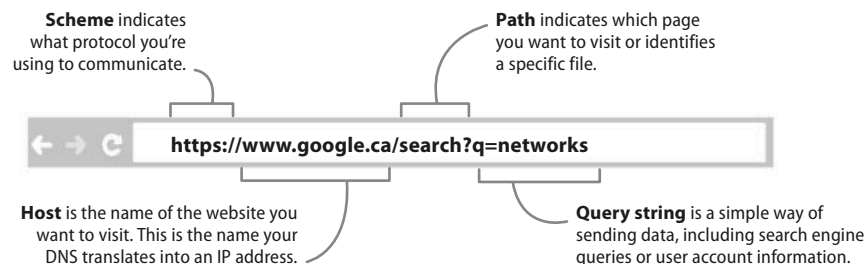 Scheme indicates
what protocol you're
using to communicate.
Path indicates which page
you want to visit or identifies
a specific file.
https://www.google.ca/search?q=networks
Host is the name of the website you
want to visit. This is the name your
DNS translates into an IP address.
Query string is a simple way of
sending data, including search engine
queries or user account information.